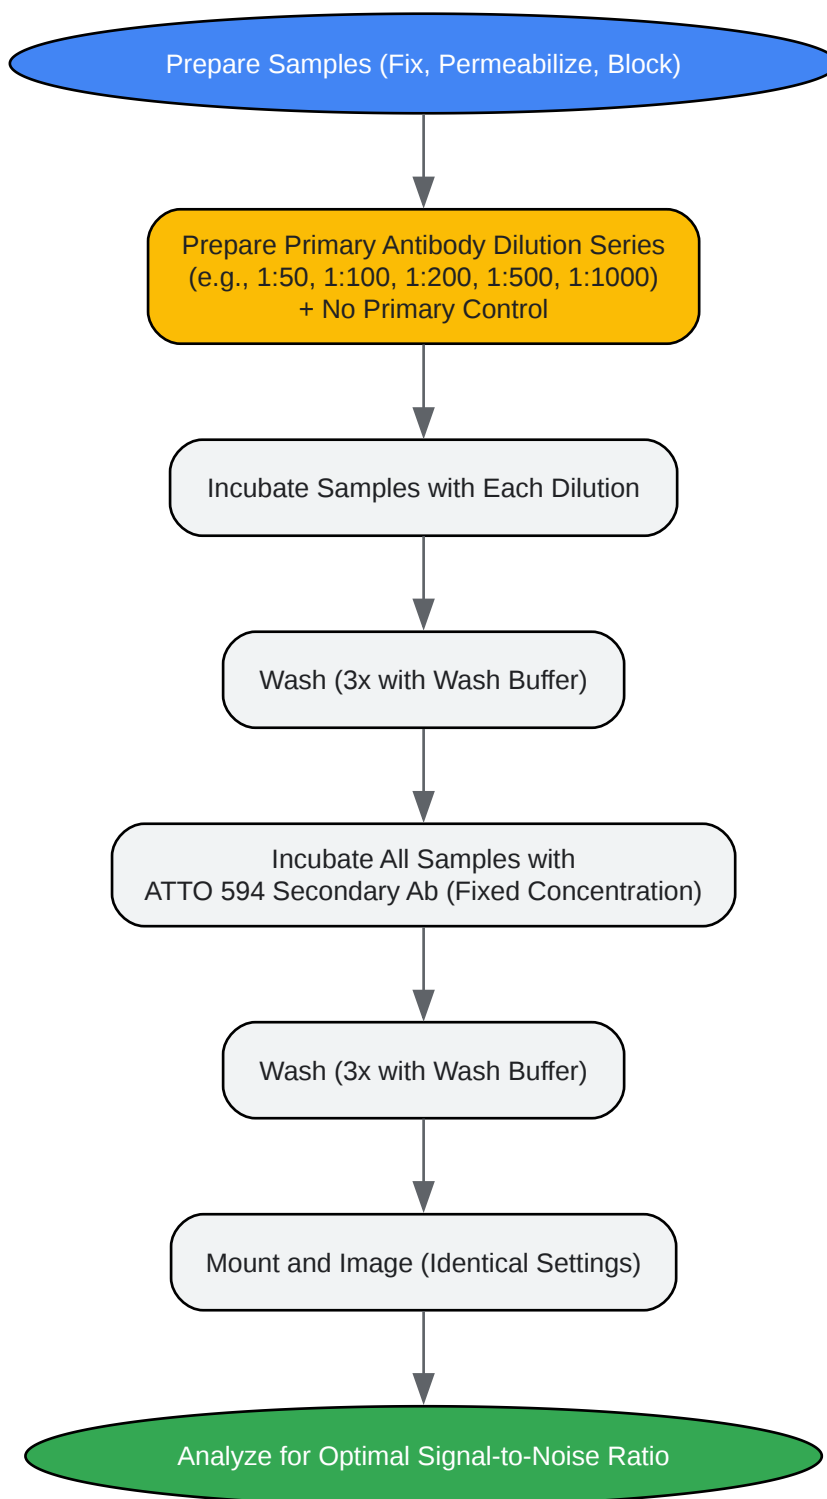 Prepare Samples (Fix, Permeabilize, Block)
Prepare Primary Antibody Dilution Series
(e.g., 1:50, 1:100, 1:200, 1:500, 1:1000)
+ No Primary Control
Incubate Samples with Each Dilution
Wash (3x with Wash Buffer)
Incubate All Samples with
ATTO 594 Secondary Ab (Fixed Concentration)
Wash (3x with Wash Buffer)
Mount and Image (Identical Settings)
Analyze for Optimal Signal-to-Noise Ratio